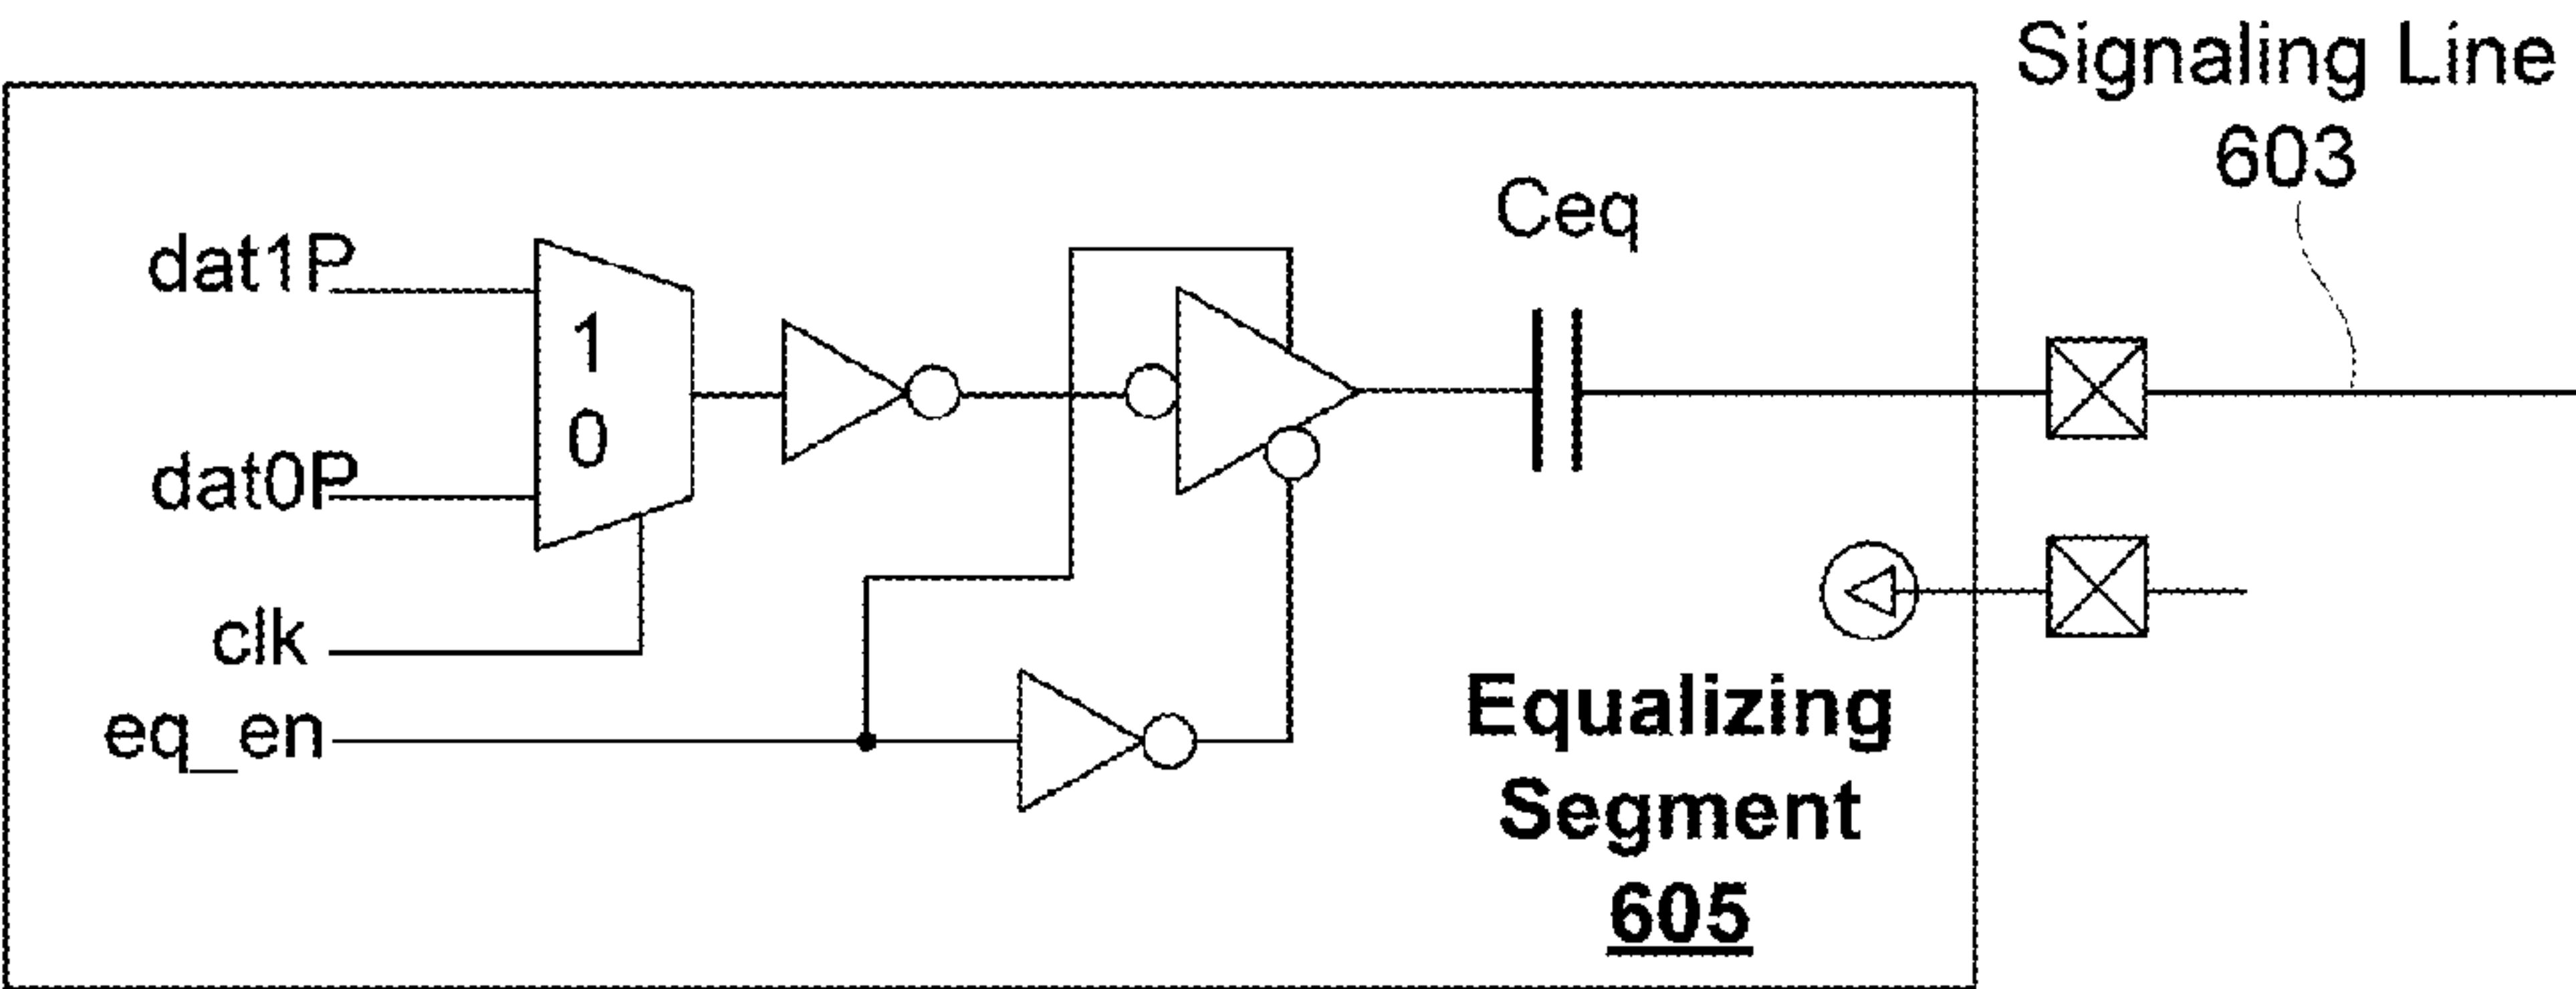 Signaling Line
603
Ceq
dat1P
1
0
dat0P
clk
eq_en
Equalizing
Segment
605